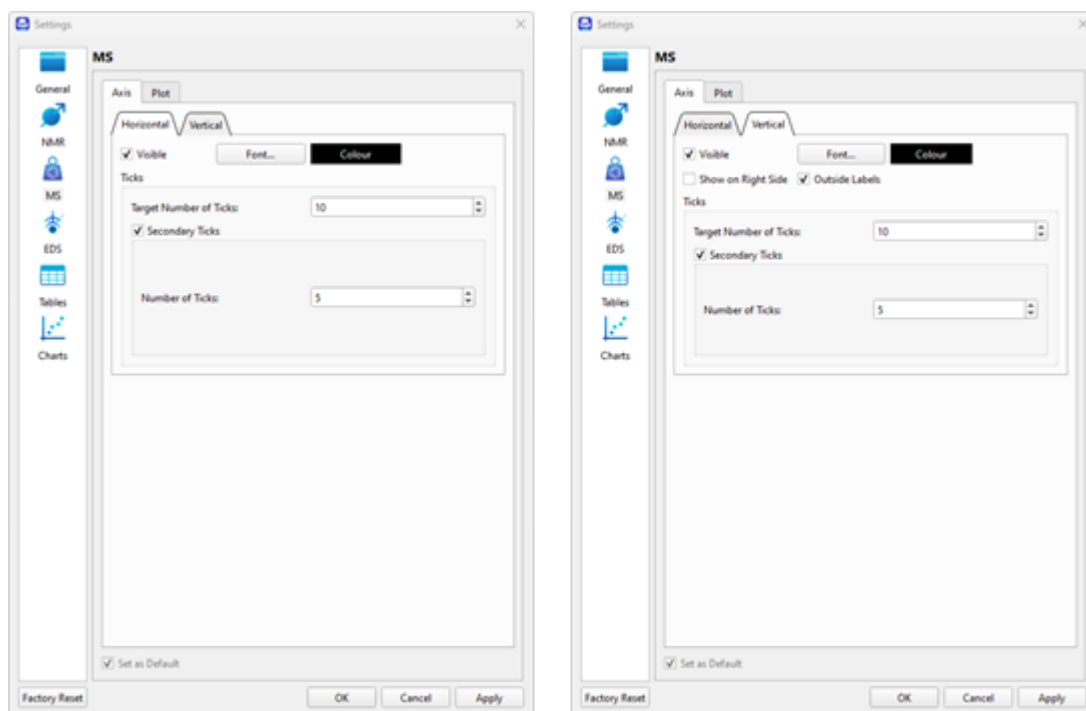 Settings
MS
General
NMR
MS
EDS
Tables
Charts
Axis Plot
Horizontal Vertical
Visible Font... Colour
Ticks
Target Number of Ticks: 10
Secondary Ticks
Number of Ticks: 5
Set as Default
Factory Reset OK Cancel Apply
Settings
MS
General
NMR
MS
EDS
Tables
Charts
Axis Plot
Horizontal Vertical
Visible Font... Colour
Show on Right Side Outside Labels
Ticks
Target Number of Ticks: 10
Secondary Ticks
Number of Ticks: 5
Set as Default
Factory Reset OK Cancel Apply